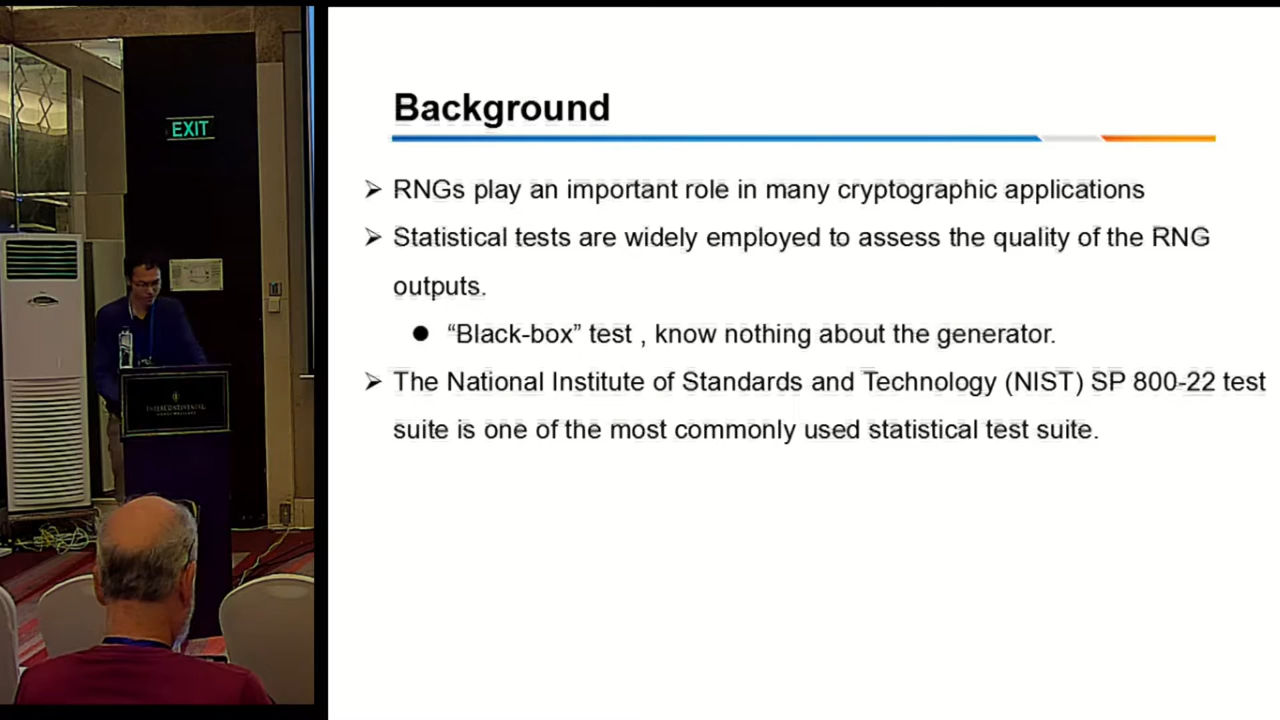 EXIT
INTERCONTINENTAL
Background
➢ RNGs play an important role in many cryptographic applications
➢ Statistical tests are widely employed to assess the quality of the RNG
outputs.
● “Black-box” test , know nothing about the generator.
➢ The National Institute of Standards and Technology (NIST) SP 800-22 test
suite is one of the most commonly used statistical test suite.